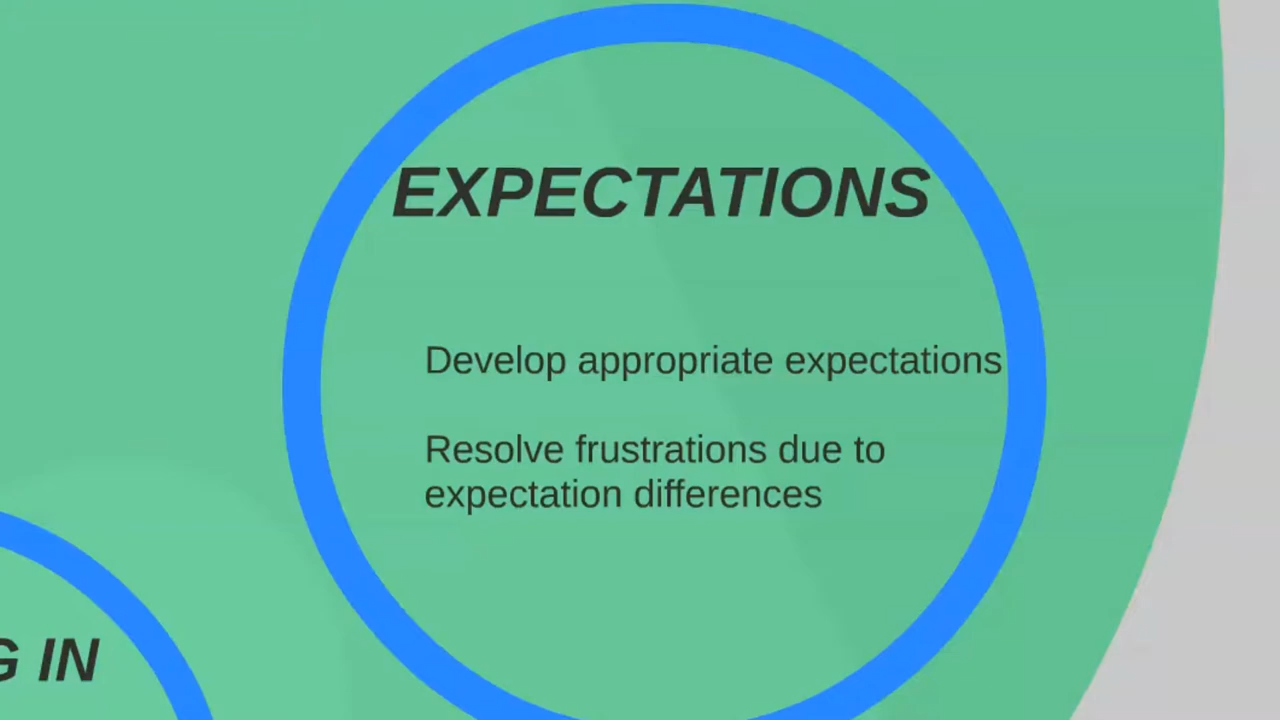 EXPECTATIONS
Develop appropriate expectations
Resolve frustrations due to
expectation differences
G IN